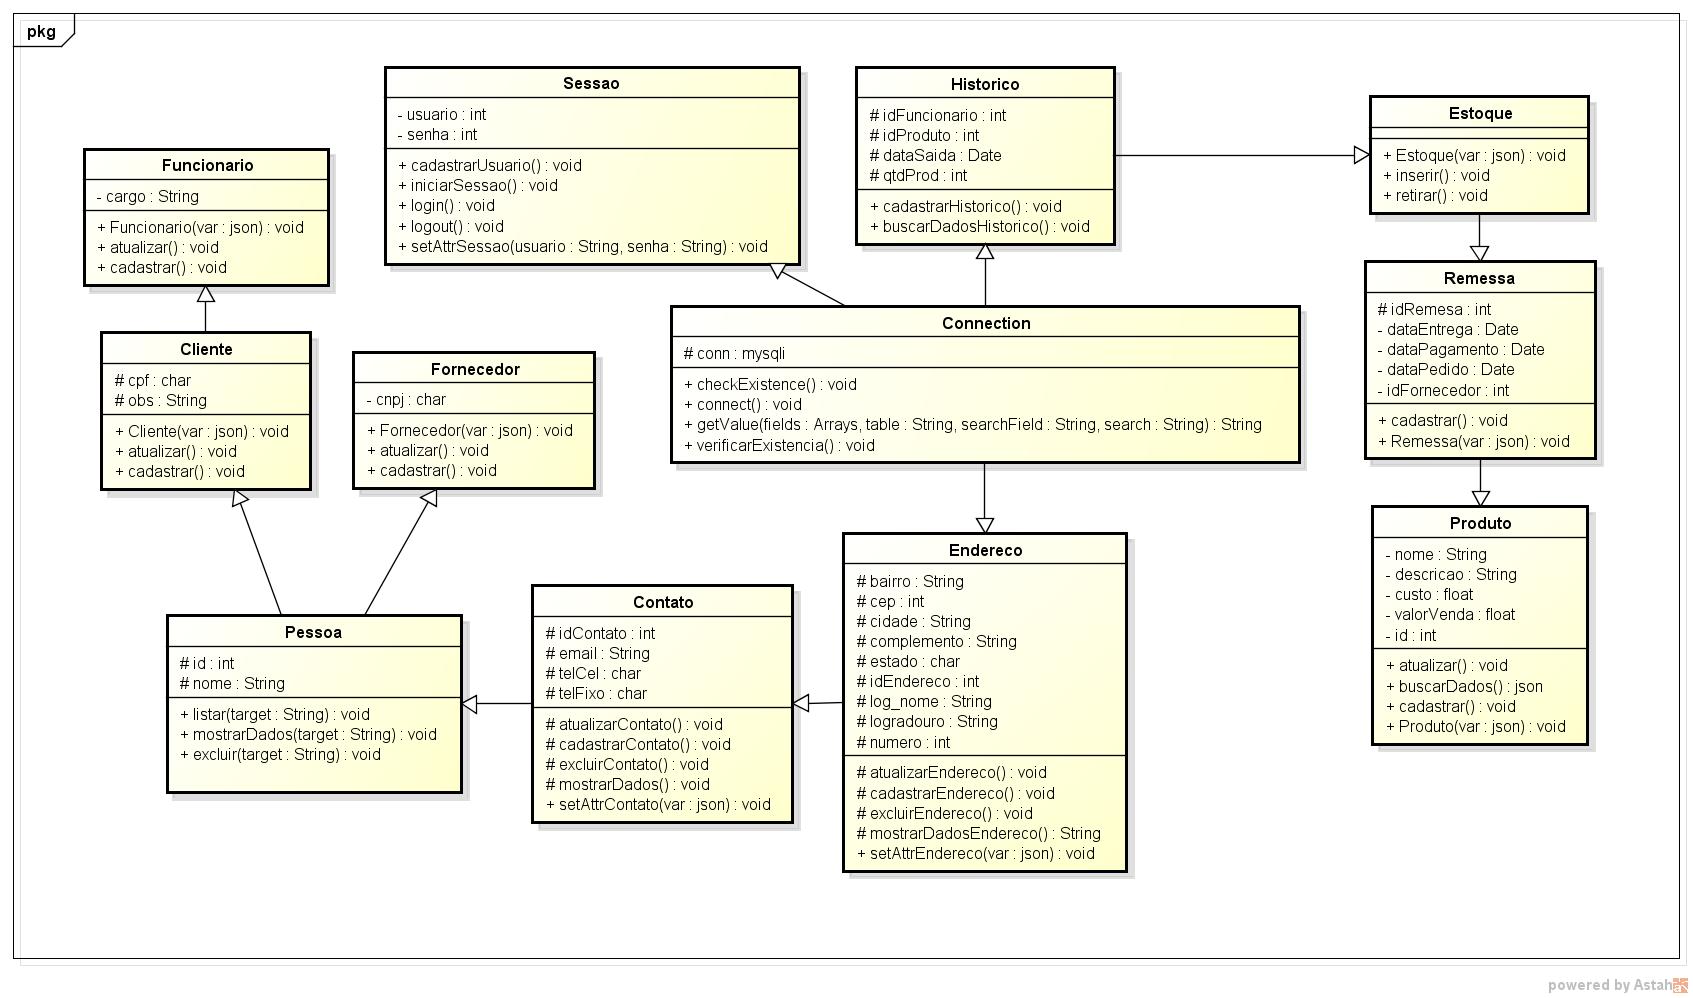 pkg
Sessao
- usuario : int
- senha : int
+ cadastrarUsuario() : void
+ iniciarSessao() : void
+ login() : void
+ logout() : void
+ setAttrSessao(usuario : String, senha : String) : void
Historico
# idFuncionario : int
# idProduto : int
# dataSaida : Date
# qtdProd : int
+ cadastrarHistorico() : void
+ buscarDadosHistorico() : void
Estoque
+ Estoque(var : json) : void
+ inserir() : void
+ retirar() : void
Funcionario
- cargo : String
+ Funcionario(var : json) : void
+ atualizar() : void
+ cadastrar() : void
Cliente
# cpf : char
# obs : String
+ Cliente(var : json) : void
+ atualizar() : void
+ cadastrar() : void
Fornecedor
- cnpj : char
+ Fornecedor(var : json) : void
+ atualizar() : void
+ cadastrar() : void
Connection
# conn : mysqli
+ checkExistence() : void
+ connect() : void
+ getValue(fields : Arrays, table : String, searchField : String, search : String) : String
+ verificarExistencia() : void
Remessa
# idRemesa : int
- dataEntrega : Date
- dataPagamento : Date
- dataPedido : Date
- idFornecedor : int
+ cadastrar() : void
+ Remessa(var : json) : void
Pessoa
# id : int
# nome : String
+ listar(target : String) : void
+ mostrarDados(target : String) : void
+ excluir(target : String) : void
Contato
# idContato : int
# email : String
# telCel : char
# telFixo : char
# atualizarContato() : void
# cadastrarContato() : void
# excluirContato() : void
# mostrarDados() : void
+ setAttrContato(var : json) : void
Endereco
# bairro : String
# cep : int
# cidade : String
# complemento : String
# estado : char
# idEndereco : int
# log_nome : String
# logradouro : String
# numero : int
# atualizarEndereco() : void
# cadastrarEndereco() : void
# excluirEndereco() : void
# mostrarDadosEndereco() : String
+ setAttrEndereco(var : json) : void
Produto
- nome : String
- descricao : String
- custo : float
- valorVenda : float
- id : int
+ atualizar() : void
+ buscarDados() : json
+ cadastrar() : void
+ Produto(var : json) : void
powered by Astah